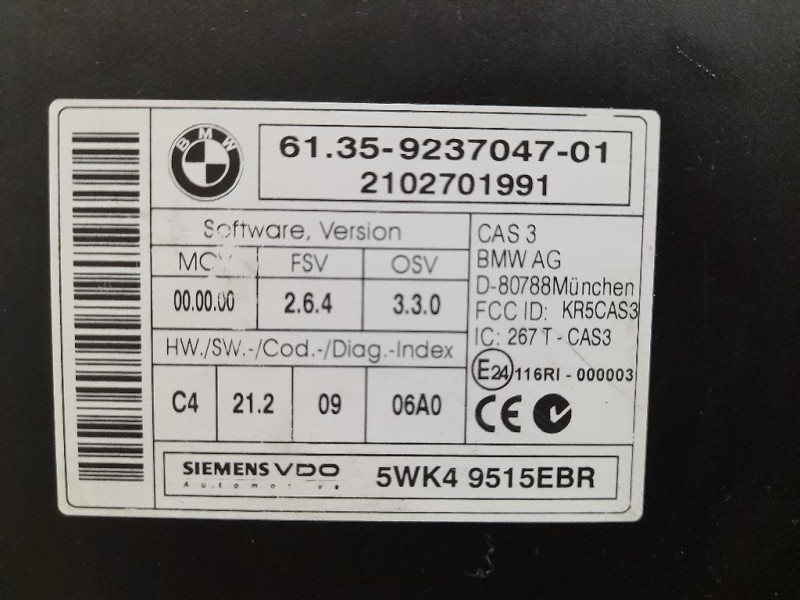 BMW
61.35-9237047-01
2102701991
Software, Version
FSV OSV
00.00.00 2.6.4 3.3.0
HW./SW.-/Cod.-/Diag.-Index
C4 21.2 09 06A0
CAS 3
BMW AG
D-80788München
FCC ID: KR5CAS3
IC: 267T-CAS3
E24 116RI-000003
CE
SIEMENS VDO
Automotive
5WK4 9515EBR